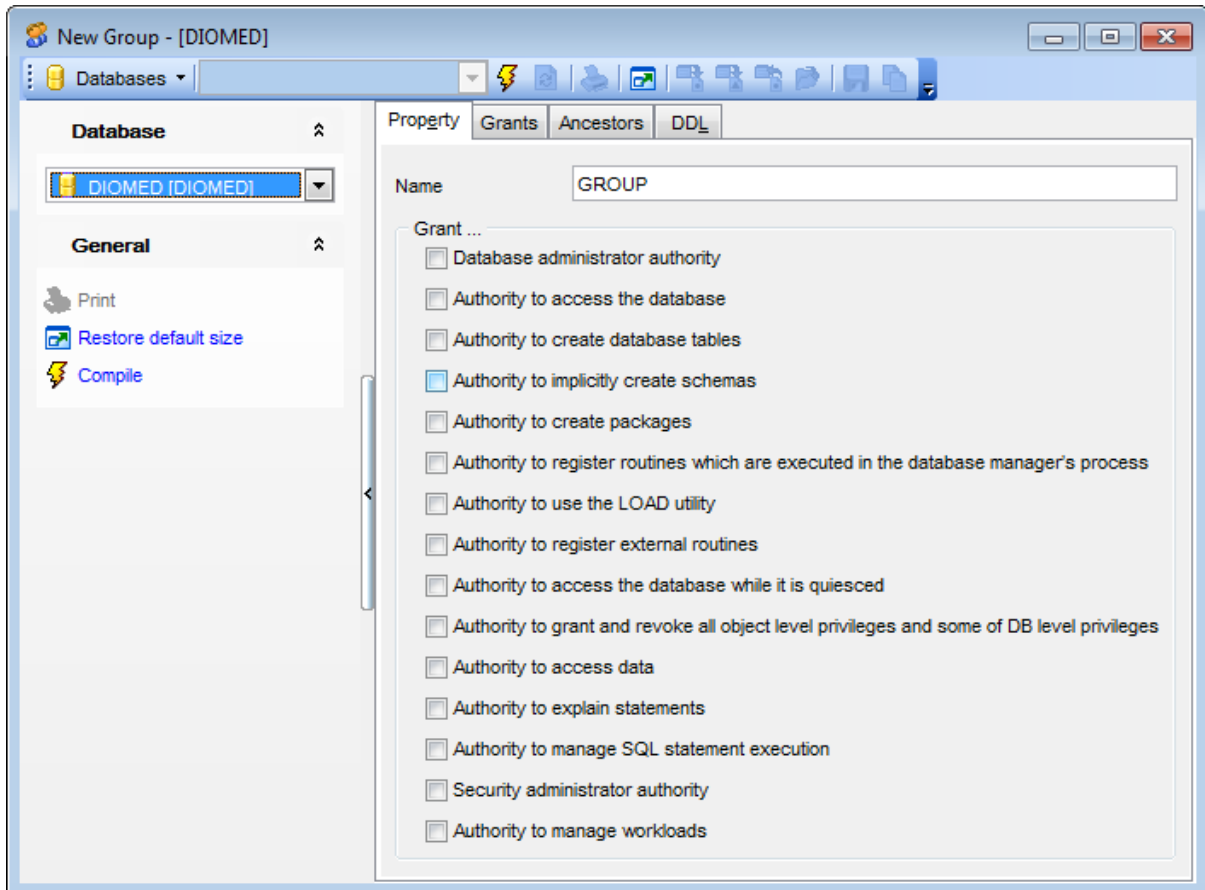 New Group - [DIOMED]
Databases
Database
DIOMED [DIOMED]
General
Print
Restore default size
Compile
Property Grants Ancestors DDL
Name GROUP
Grant ...
Database administrator authority
Authority to access the database
Authority to create database tables
Authority to implicitly create schemas
Authority to create packages
Authority to register routines which are executed in the database manager's process
Authority to use the LOAD utility
Authority to register external routines
Authority to access the database while it is quiesced
Authority to grant and revoke all object level privileges and some of DB level privileges
Authority to access data
Authority to explain statements
Authority to manage SQL statement execution
Security administrator authority
Authority to manage workloads